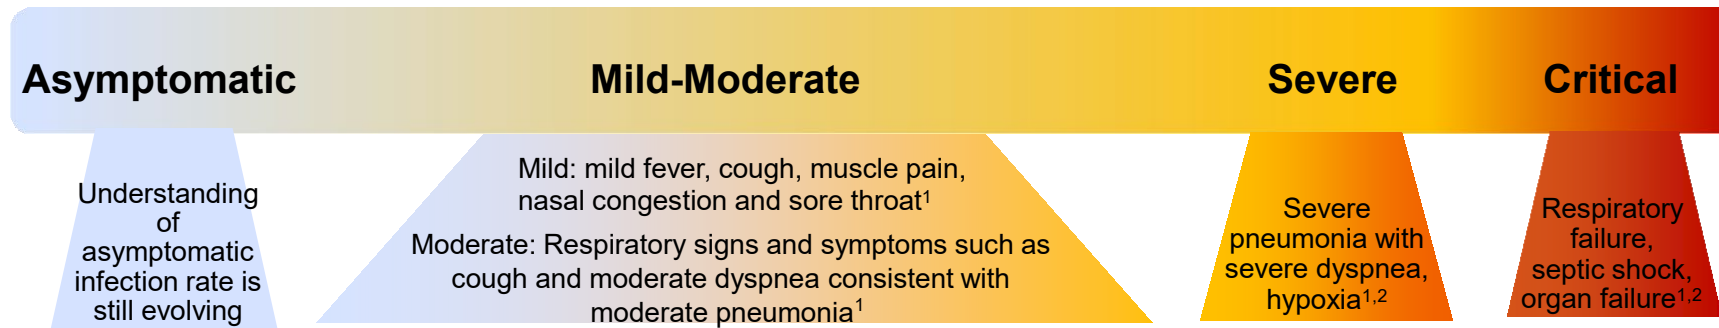 Asymptomatic
Mild-Moderate
Severe
Critical
Understanding
of
asymptomatic
infection rate is
still evolving
Mild: mild fever, cough, muscle pain,
nasal congestion and sore throat¹
Moderate: Respiratory signs and symptoms such as
cough and moderate dyspnea consistent with
moderate pneumonia¹
Severe
pneumonia with
severe dyspnea,
hypoxia¹,²
Respiratory
failure,
septic shock,
organ failure¹,²